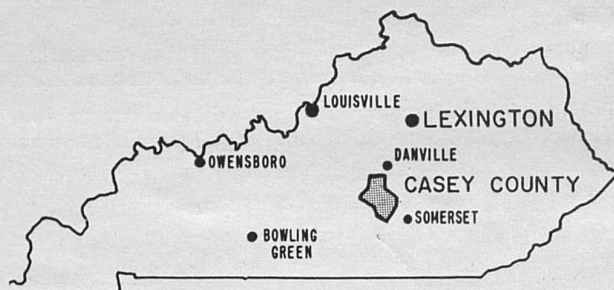 LOUISVILLE
LEXINGTON
OWENSBORO
DANVILLE
CASEY COUNTY
SOMERSET
BOWLING
GREEN